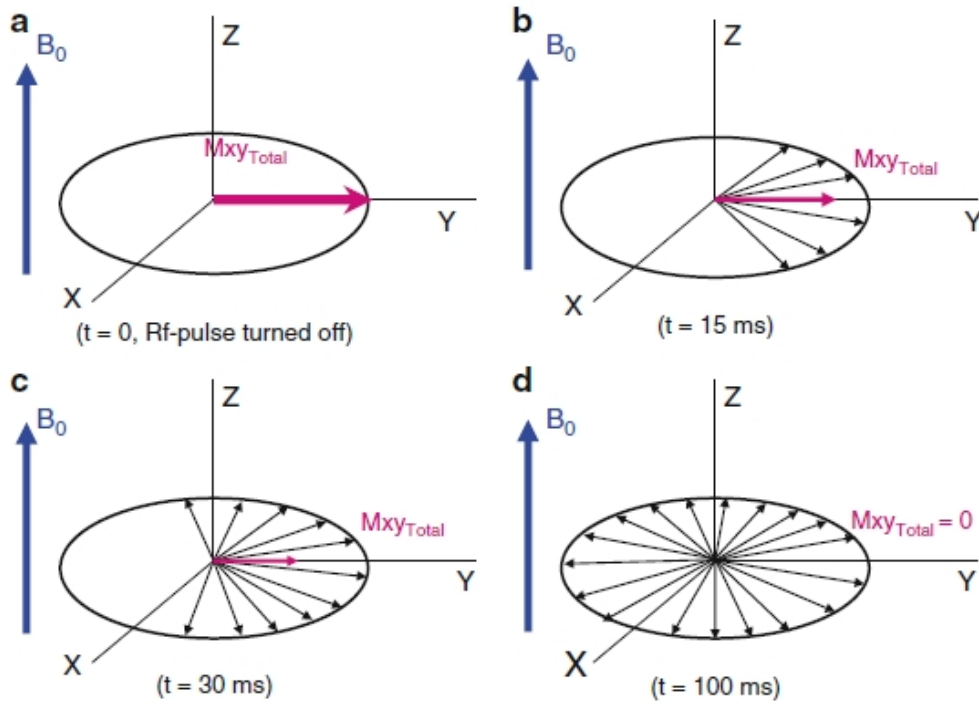 a
B0
Z
MxyTotal
Y
X
(t = 0, Rf-pulse turned off)
b
B0
Z
MxyTotal
Y
X
(t = 15 ms)
c
B0
Z
MxyTotal
Y
X
(t = 30 ms)
d
B0
Z
MxyTotal = 0
Y
X
(t = 100 ms)